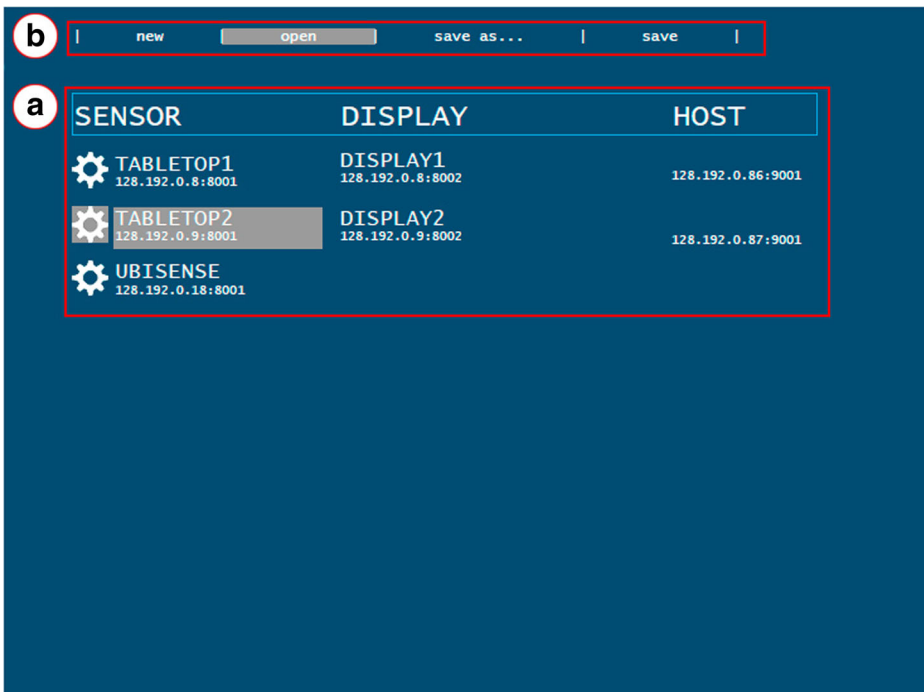 b | new | open | save as... | save |
a
SENSOR DISPLAY HOST
TABLETOP1 DISPLAY1
128.192.0.8:8001 128.192.0.8:8002 128.192.0.86:9001
TABLETOP2 DISPLAY2
128.192.0.9:8001 128.192.0.9:8002 128.192.0.87:9001
UBISENSE
128.192.0.18:8001